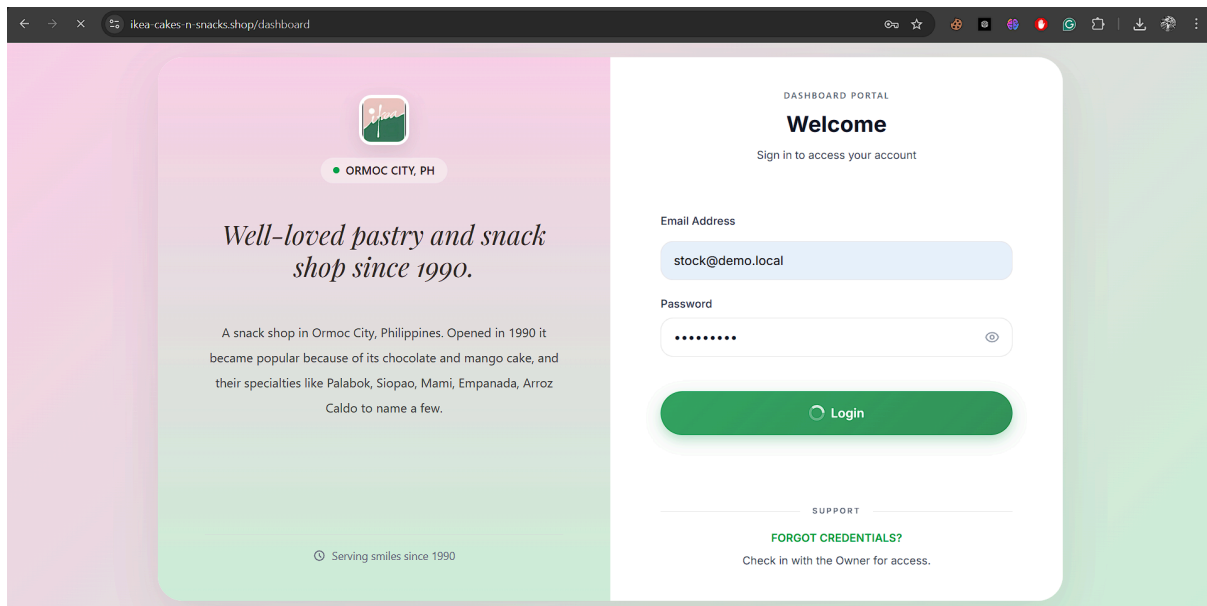 ikea-cakes-n-snacks.shop/dashboard
ikea
ORMOC CITY, PH
Well-loved pastry and snack
shop since 1990.
A snack shop in Ormoc City, Philippines. Opened in 1990 it
became popular because of its chocolate and mango cake, and
their specialties like Palabok, Siopao, Mami, Empanada, Arroz
Caldo to name a few.
Serving smiles since 1990
DASHBOARD PORTAL
Welcome
Sign in to access your account
Email Address
stock@demo.local
Password
•••••••••
Login
SUPPORT
FORGOT CREDENTIALS?
Check in with the Owner for access.